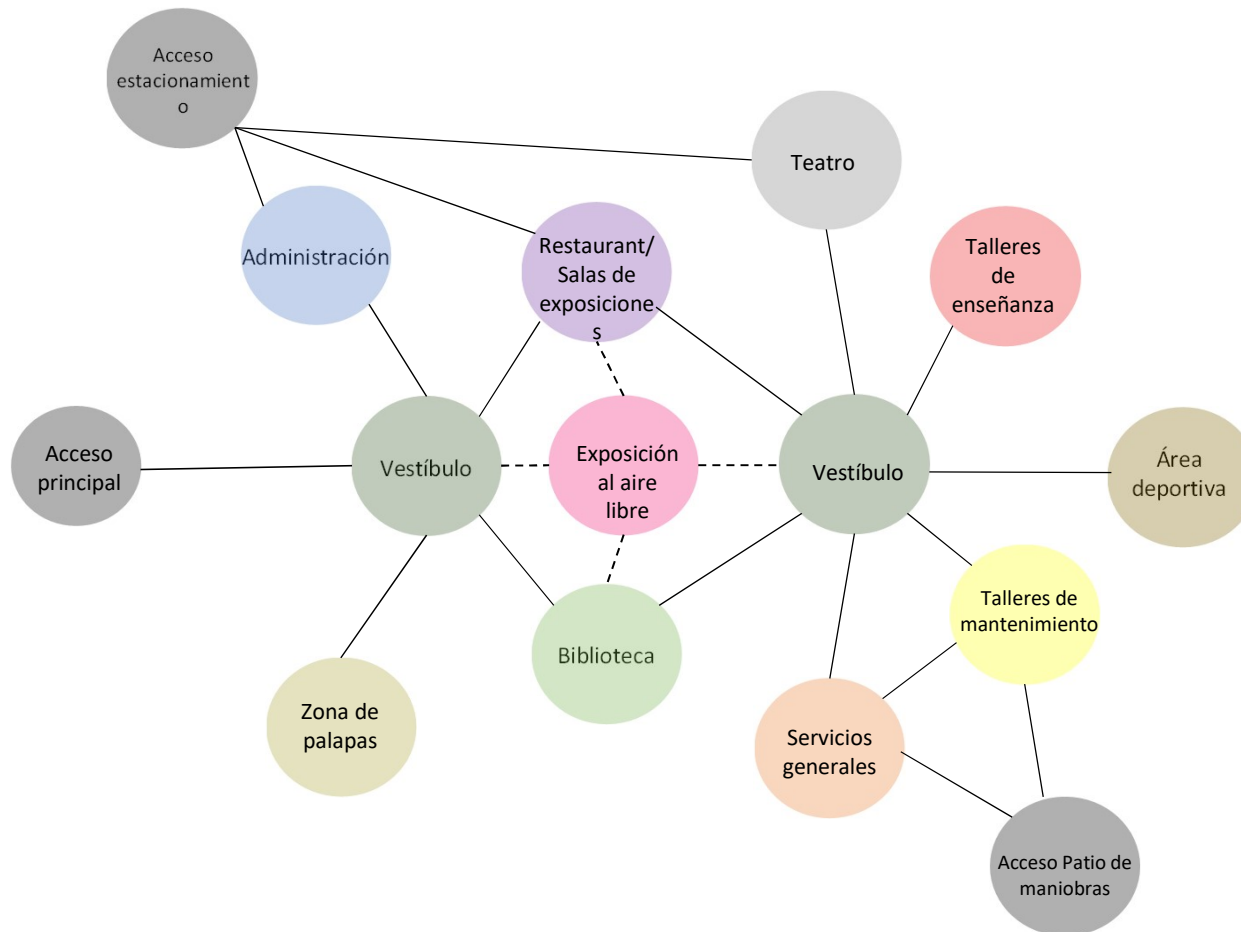 Acceso
estacionamient
o
Teatro
Administración
Restaurant/
Salas de
exposicione
s
Talleres
de
enseñanza
Acceso
principal
Vestíbulo
Exposición
al aire
libre
Vestíbulo
Área
deportiva
Talleres de
mantenimiento
Biblioteca
Zona de
palapas
Servicios
generales
Acceso Patio de
maniobras